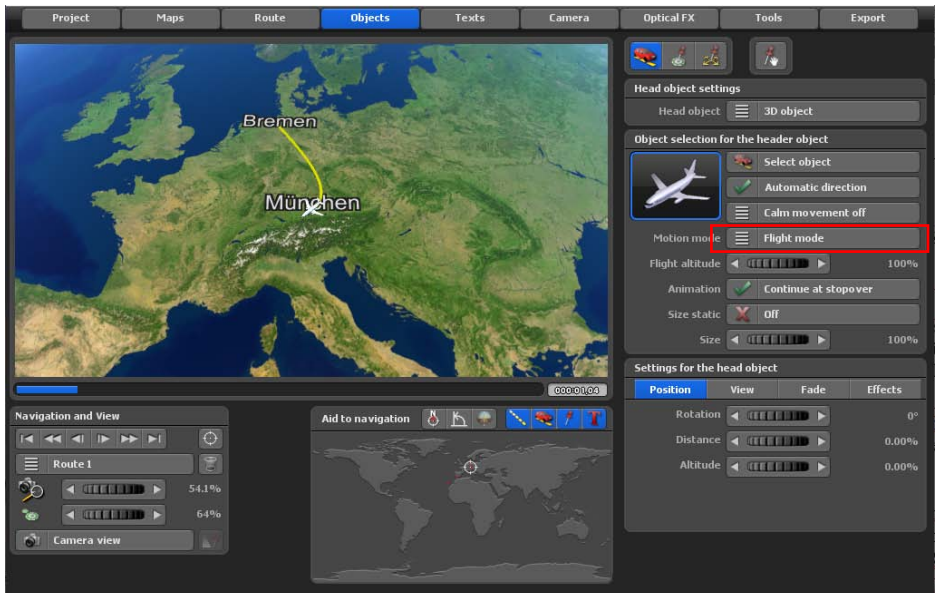 Project Maps Route Objects Texts Camera Optical FX Tools Export
Bremen
München
000:01,04
Head object settings
Head object 3D object
Object selection for the header object
Select object
Automatic direction
Calm movement off
Motion mode Flight mode
Flight altitude 100%
Animation Continue at stopover
Size static Off
Size 100%
Settings for the head object
Position View Fade Effects
Rotation 0°
Distance 0.00%
Altitude 0.00%
Navigation and View
Route 1
54.1%
64%
Camera view
Aid to navigation
N